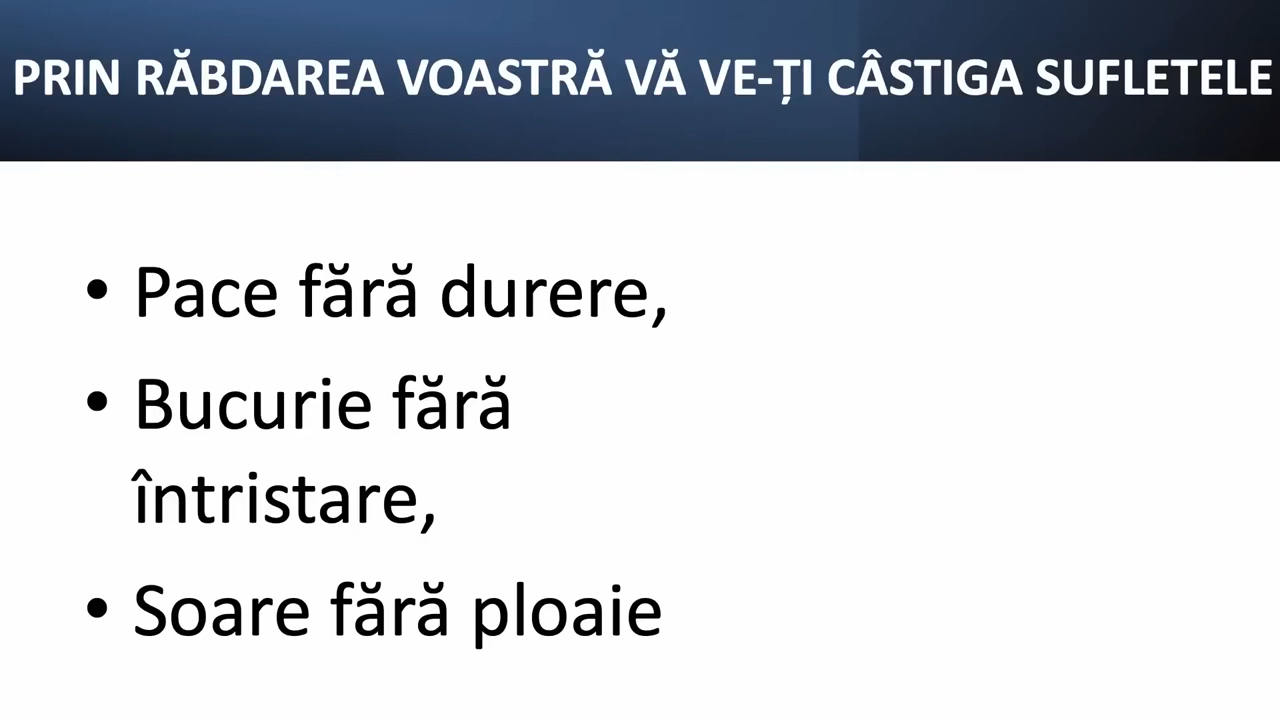 PRIN RĂBDAREA VOASTRĂ VĂ VE-ȚI CÂSTIGA SUFLETELE
• Pace fără durere,
• Bucurie fără
întristare,
• Soare fără ploaie